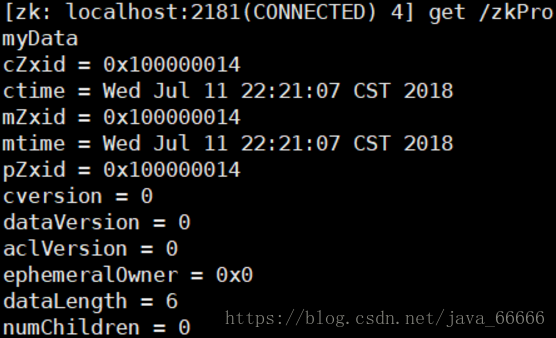 [zk: localhost:2181(CONNECTED) 4] get /zkPro
myData
cZxid = 0x100000014
ctime = Wed Jul 11 22:21:07 CST 2018
mZxid = 0x100000014
mtime = Wed Jul 11 22:21:07 CST 2018
pZxid = 0x100000014
cversion = 0
dataVersion = 0
aclVersion = 0
ephemeralOwner = 0x0
dataLength = 6
numChildren = 0
https://blog.csdn.net/java_66666